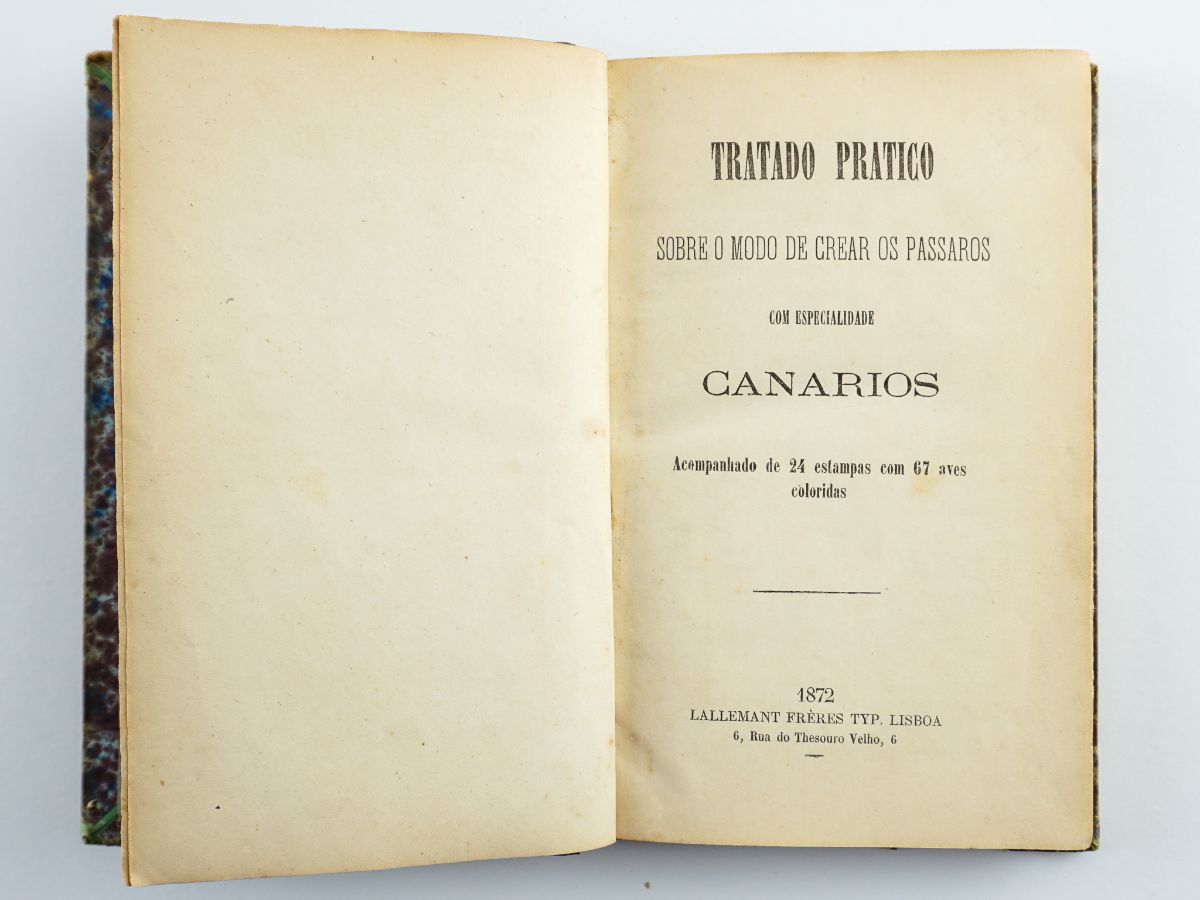 TRATADO PRATICO
SOBRE O MODO DE CREAR OS PASSAROS
COM ESPECIALIDADE
CANARIOS
Acompanhado de 24 estampas com 67 aves
coloridas
1872
LALLEMANT FRÈRES TYP. LISBOA
6, Rua do Thesouro Velho, 6